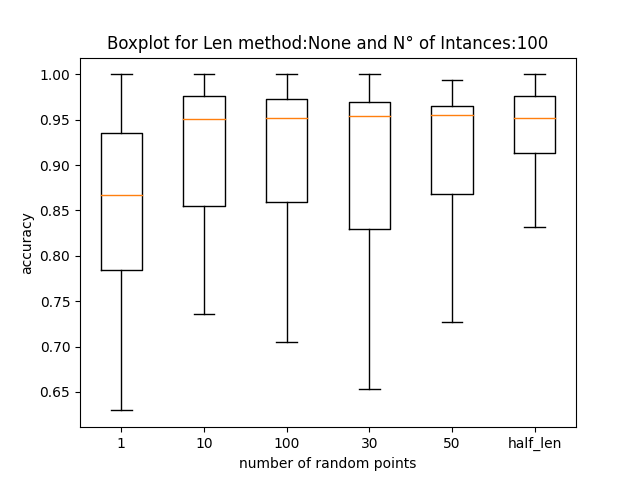 Boxplot for Len method:None and N° of Intances:100
1.00
0.95
0.90
0.85
0.80
0.75
0.70
0.65
accuracy
1 10 100 30 50 half_len
number of random points